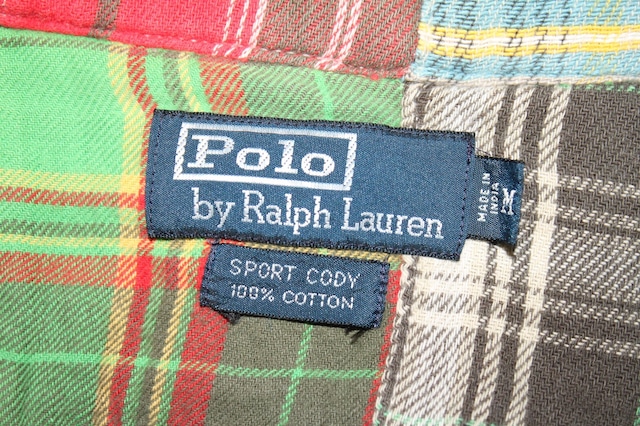 Polo
by Ralph Lauren
MADE IN
INDIA
M
SPORT CODY
100% COTTON